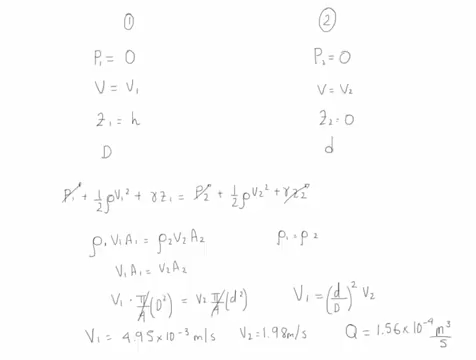 ① ②
P₁ = 0 P₂ = 0
V = V₁ V = V₂
Z₁ = h Z₂ = 0
D d
P₁ + ½ρV₁² + γz₁ = P₂ + ½ρV₂² + γz₂
ρ₁V₁A₁ = ρ₂V₂A₂ ρ₁ = ρ₂
V₁A₁ = V₂A₂
V₁ · π/4 (D²) = V₂ π/4 (d²) V₁ = (d/D)² V₂
V₁ = 4.95 × 10⁻³ m/s V₂ = 1.98 m/s Q = 1.56 × 10⁻⁴ m³/s